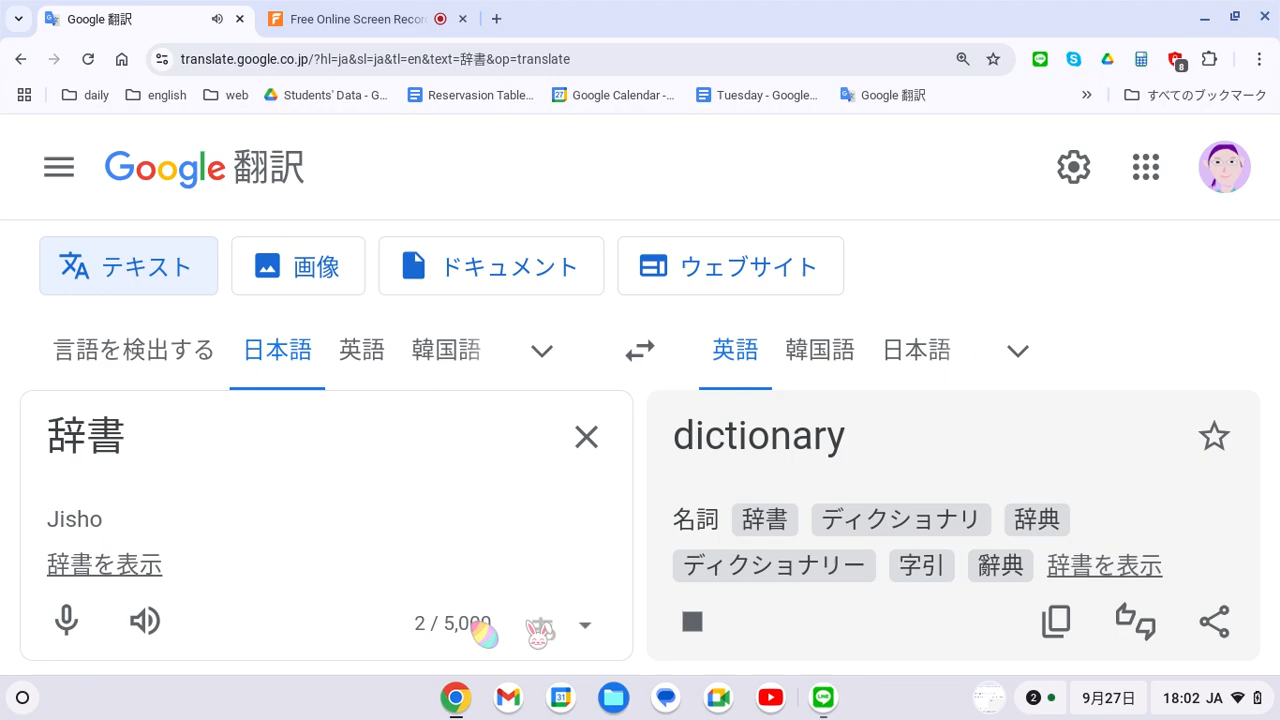 Google 翻訳
Free Online Screen Recor
translate.google.co.jp/?hl=ja&sl=ja&tl=en&text=辞書&op=translate
8
daily
english
web
Students' Data - G...
Reservasion Table...
Google Calendar -...
Tuesday - Google...
Google 翻訳
»
すべてのブックマーク
Google 翻訳
テキスト
画像
ドキュメント
ウェブサイト
言語を検出する 日本語 英語 韓国語
英語 韓国語 日本語
辞書
dictionary
Jisho
辞書を表示
名詞 辞書 ディクショナリ 辞典
ディクショナリー 字引 辭典 辞書を表示
2 / 5,000
31
2
9月27日
18:02 JA